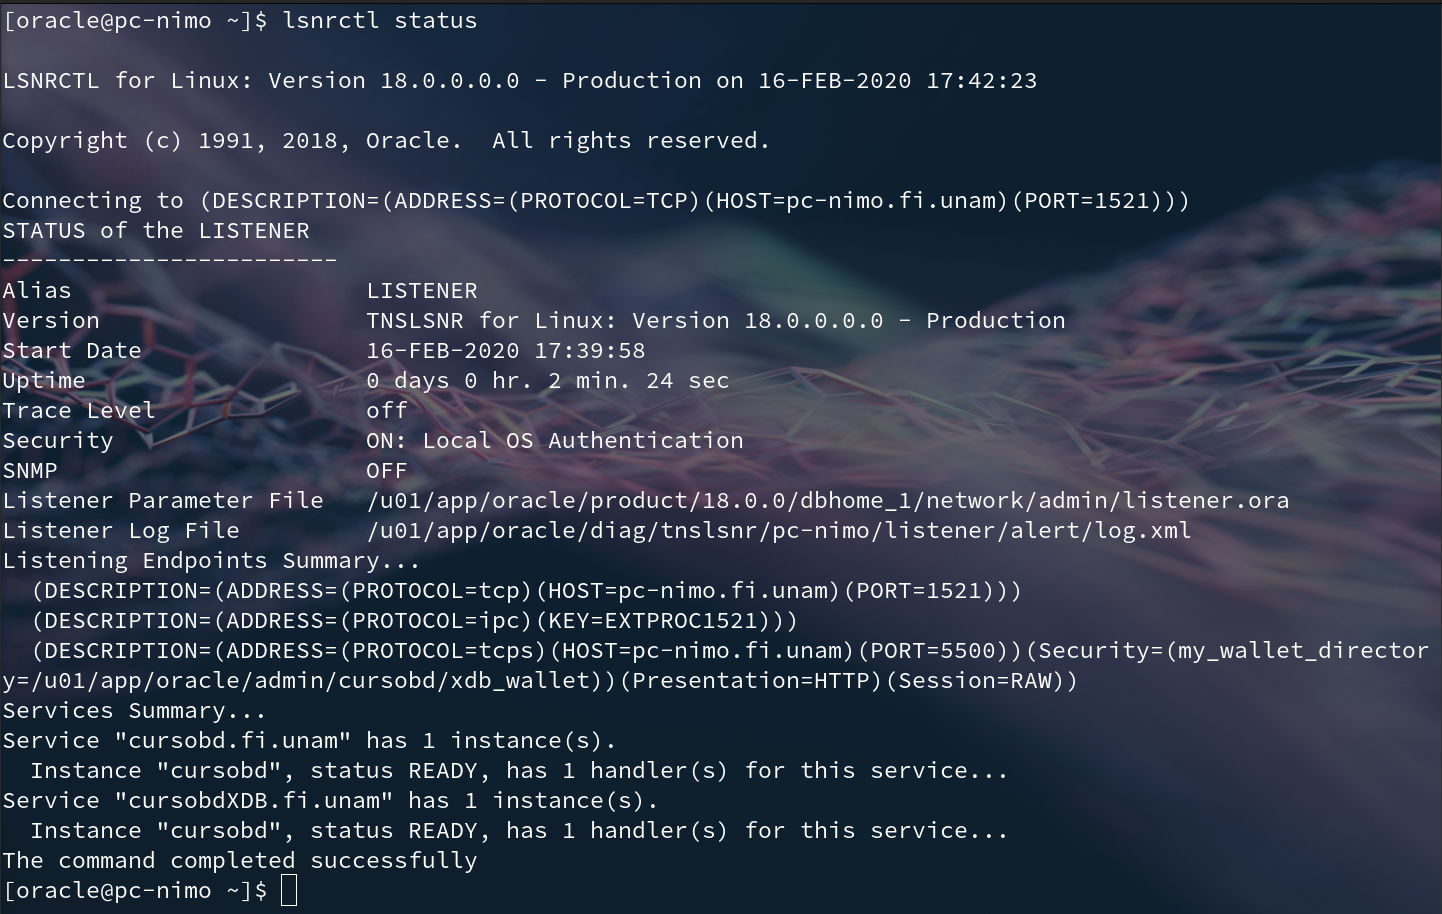 [oracle@pc-nimo ~]$ lsnrctl status
LSNRCTL for Linux: Version 18.0.0.0.0 - Production on 16-FEB-2020 17:42:23
Copyright (c) 1991, 2018, Oracle.  All rights reserved.
Connecting to (DESCRIPTION=(ADDRESS=(PROTOCOL=TCP)(HOST=pc-nimo.fi.unam)(PORT=1521)))
STATUS of the LISTENER
------------------------
Alias                     LISTENER
Version                   TNSLSNR for Linux: Version 18.0.0.0.0 - Production
Start Date                16-FEB-2020 17:39:58
Uptime                    0 days 0 hr. 2 min. 24 sec
Trace Level               off
Security                  ON: Local OS Authentication
SNMP                      OFF
Listener Parameter File   /u01/app/oracle/product/18.0.0/dbhome_1/network/admin/listener.ora
Listener Log File         /u01/app/oracle/diag/tnslsnr/pc-nimo/listener/alert/log.xml
Listening Endpoints Summary...
  (DESCRIPTION=(ADDRESS=(PROTOCOL=tcp)(HOST=pc-nimo.fi.unam)(PORT=1521)))
  (DESCRIPTION=(ADDRESS=(PROTOCOL=ipc)(KEY=EXTPROC1521)))
  (DESCRIPTION=(ADDRESS=(PROTOCOL=tcps)(HOST=pc-nimo.fi.unam)(PORT=5500))(Security=(my_wallet_director
y=/u01/app/oracle/admin/cursobd/xdb_wallet))(Presentation=HTTP)(Session=RAW))
Services Summary...
Service "cursobd.fi.unam" has 1 instance(s).
  Instance "cursobd", status READY, has 1 handler(s) for this service...
Service "cursobdXDB.fi.unam" has 1 instance(s).
  Instance "cursobd", status READY, has 1 handler(s) for this service...
The command completed successfully
[oracle@pc-nimo ~]$